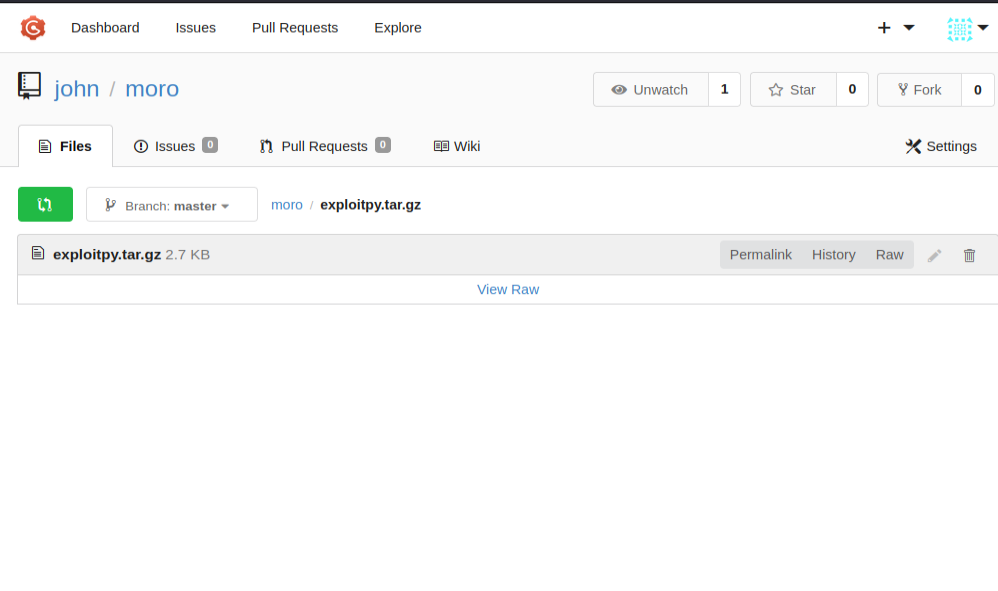 Dashboard Issues Pull Requests Explore
john / moro Unwatch 1 Star 0 Fork 0
Files Issues 0 Pull Requests 0 Wiki Settings
Branch: master moro / exploitpy.tar.gz
exploitpy.tar.gz 2.7 KB Permalink History Raw
View Raw